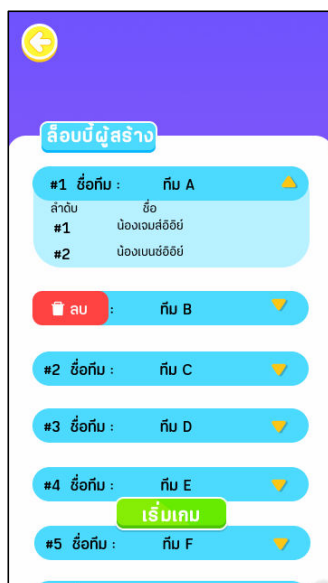 ล็อบบี้ผู้สร้าง
#1 ชื่อทีม : ทีม A
ลำดับ ชื่อ
#1 น้องเจมส์อิอิย์
#2 น้องเบนซ์อิอิย์
ลบ : ทีม B
#2 ชื่อทีม : ทีม C
#3 ชื่อทีม : ทีม D
#4 ชื่อทีม : ทีม E
เริ่มเกม
#5 ชื่อทีม : ทีม F